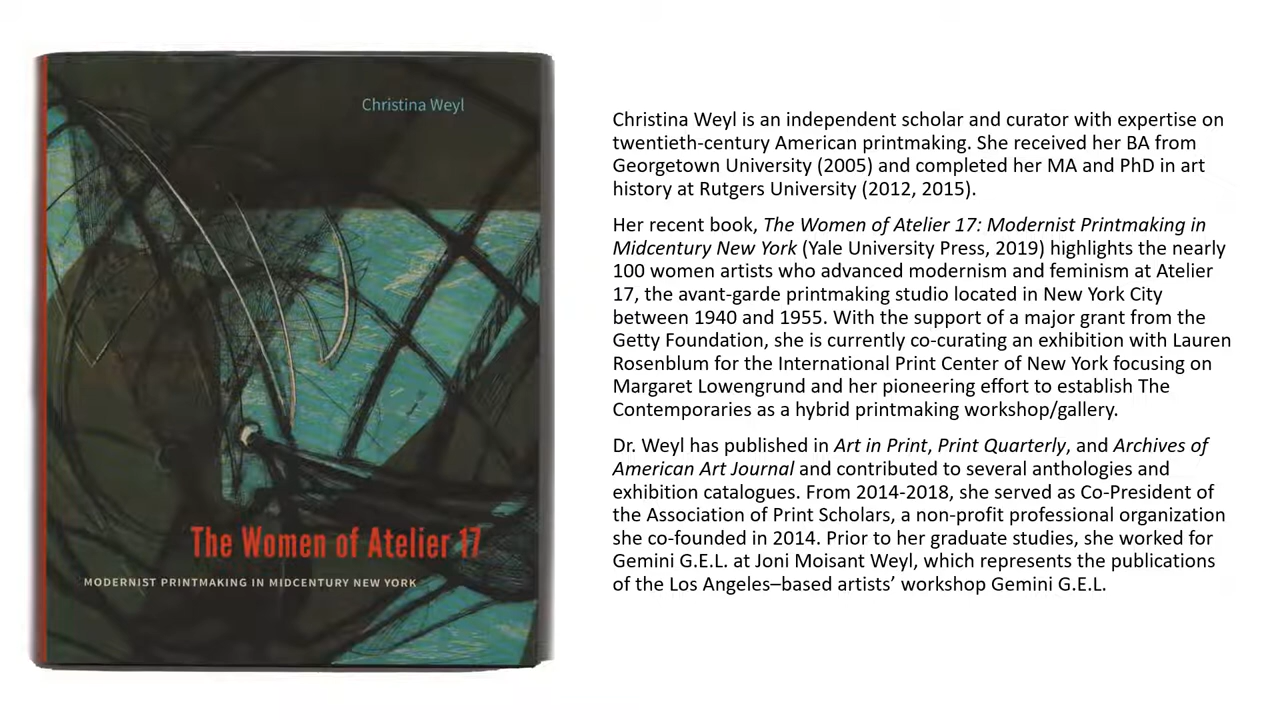 Christina Weyl
The Women of Atelier 17
MODERNIST PRINTMAKING IN MIDCENTURY NEW YORK
Christina Weyl is an independent scholar and curator with expertise on
twentieth-century American printmaking. She received her BA from
Georgetown University (2005) and completed her MA and PhD in art
history at Rutgers University (2012, 2015).
Her recent book, The Women of Atelier 17: Modernist Printmaking in
Midcentury New York (Yale University Press, 2019) highlights the nearly
100 women artists who advanced modernism and feminism at Atelier
17, the avant-garde printmaking studio located in New York City
between 1940 and 1955. With the support of a major grant from the
Getty Foundation, she is currently co-curating an exhibition with Lauren
Rosenblum for the International Print Center of New York focusing on
Margaret Lowengrund and her pioneering effort to establish The
Contemporaries as a hybrid printmaking workshop/gallery.
Dr. Weyl has published in Art in Print, Print Quarterly, and Archives of
American Art Journal and contributed to several anthologies and
exhibition catalogues. From 2014-2018, she served as Co-President of
the Association of Print Scholars, a non-profit professional organization
she co-founded in 2014. Prior to her graduate studies, she worked for
Gemini G.E.L. at Joni Moisant Weyl, which represents the publications
of the Los Angeles–based artists’ workshop Gemini G.E.L.